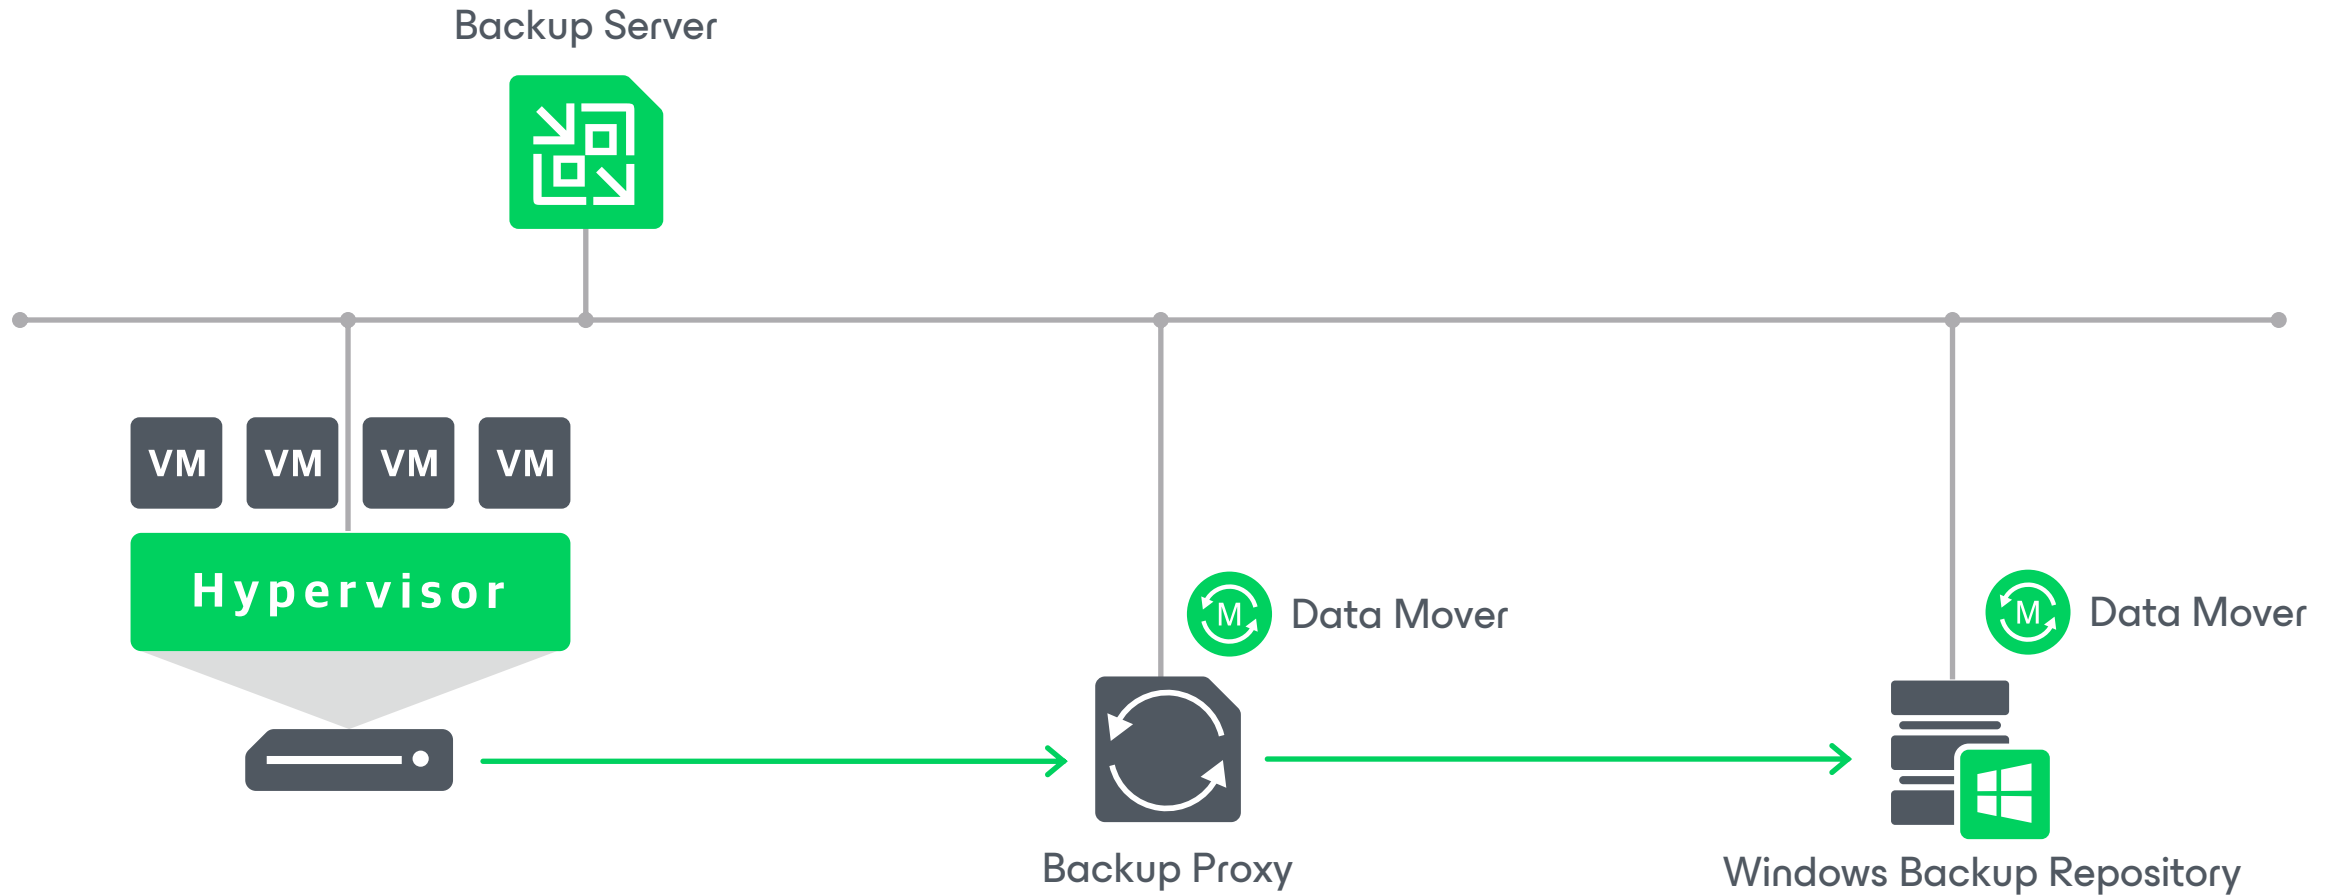 Backup Server
VM VM VM VM
Hypervisor
M Data Mover
M Data Mover
Backup Proxy
Windows Backup Repository